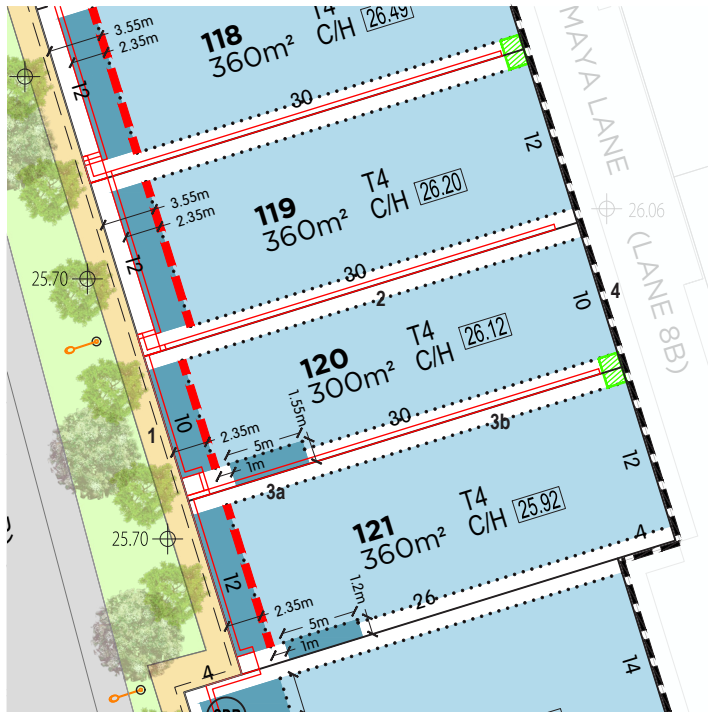 3.55m
2.35m
12
118
360m²
T4
C/H 26.49
30
MAYA LANE
(LANE 8B)
12
3.55m
2.35m
12
119
360m²
T4
C/H 26.20
26.06
25.70
30
2
4
10
120
300m²
T4
C/H 26.12
1
10
2.35m
5m
1m
1.55m
30
3b
3a
12
121
360m²
T4
C/H 25.92
25.70
12
2.35m
5m
1m
1.2m
26
4
4
14